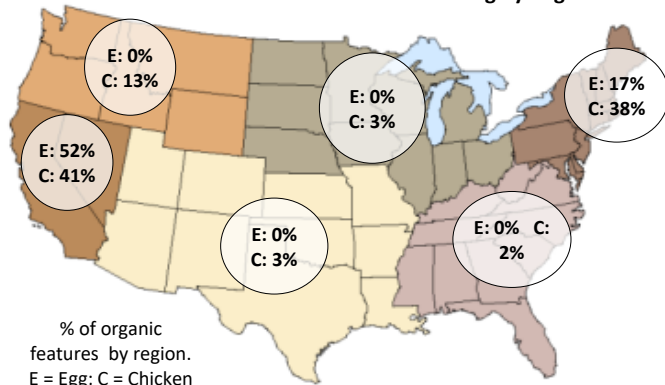 E: 0%
C: 13%
E: 0%
C: 3%
E: 17%
C: 38%
E: 52%
C: 41%
E: 0%
C: 3%
E: 0% C:
2%
% of organic
features by region.
E = Egg; C = Chicken